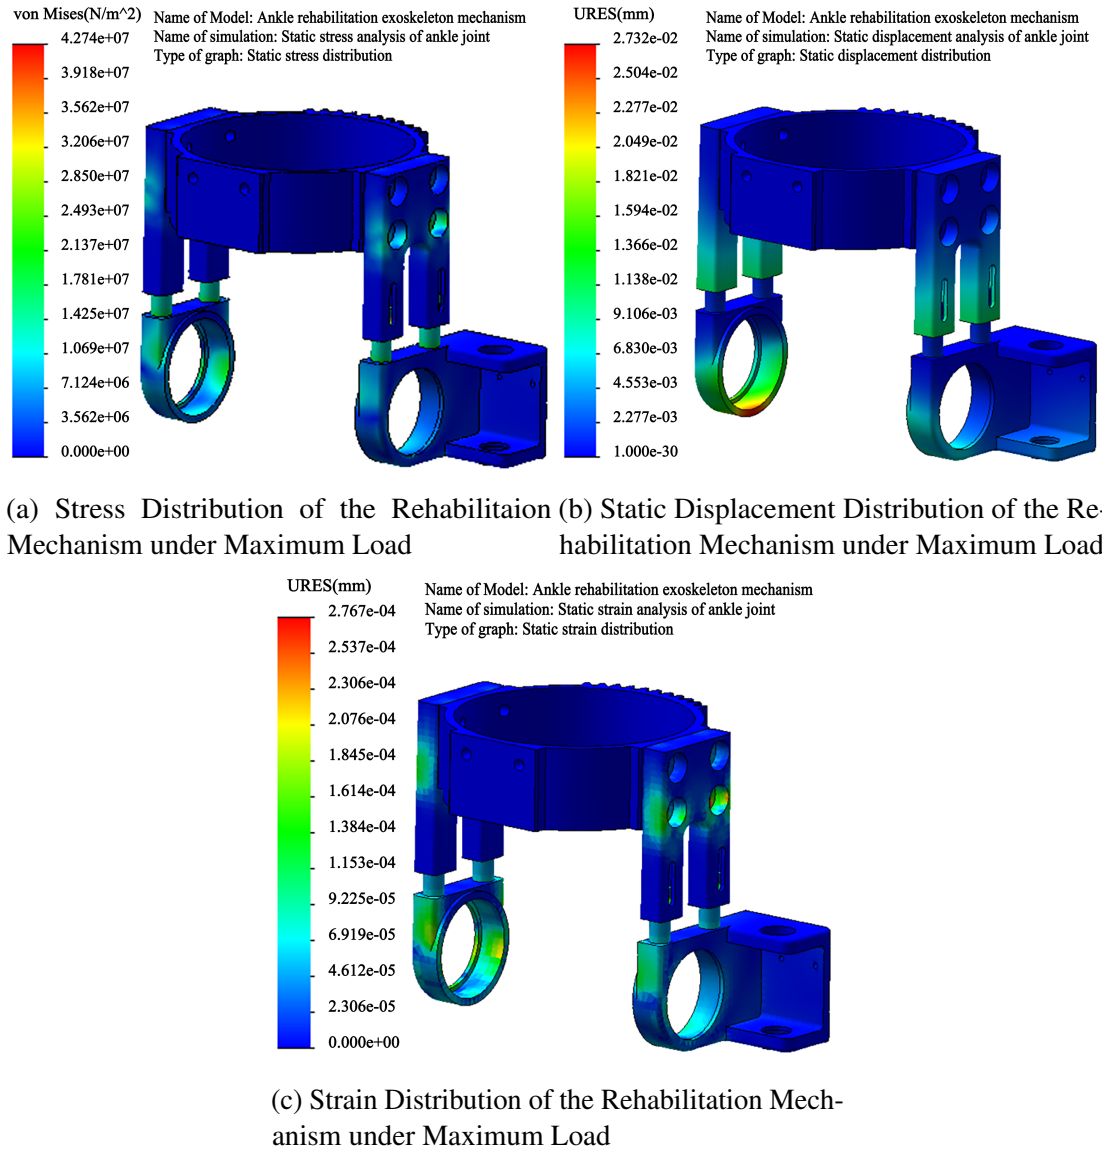 von Mises(N/m^2)
Name of Model: Ankle rehabilitation exoskeleton mechanism
Name of simulation: Static stress analysis of ankle joint
Type of graph: Static stress distribution
4.274e+07
3.918e+07
3.562e+07
3.206e+07
2.850e+07
2.493e+07
2.137e+07
1.781e+07
1.425e+07
1.069e+07
7.124e+06
3.562e+06
0.000e+00
URES(mm)
Name of Model: Ankle rehabilitation exoskeleton mechanism
Name of simulation: Static displacement analysis of ankle joint
Type of graph: Static displacement distribution
2.732e-02
2.504e-02
2.277e-02
2.049e-02
1.821e-02
1.594e-02
1.366e-02
1.138e-02
9.106e-03
6.830e-03
4.553e-03
2.277e-03
1.000e-30
(a) Stress Distribution of the Rehabilitaion
Mechanism under Maximum Load
(b) Static Displacement Distribution of the Re-
habilitation Mechanism under Maximum Load
URES(mm)
Name of Model: Ankle rehabilitation exoskeleton mechanism
Name of simulation: Static strain analysis of ankle joint
Type of graph: Static strain distribution
2.767e-04
2.537e-04
2.306e-04
2.076e-04
1.845e-04
1.614e-04
1.384e-04
1.153e-04
9.225e-05
6.919e-05
4.612e-05
2.306e-05
0.000e+00
(c) Strain Distribution of the Rehabilitation Mech-
anism under Maximum Load